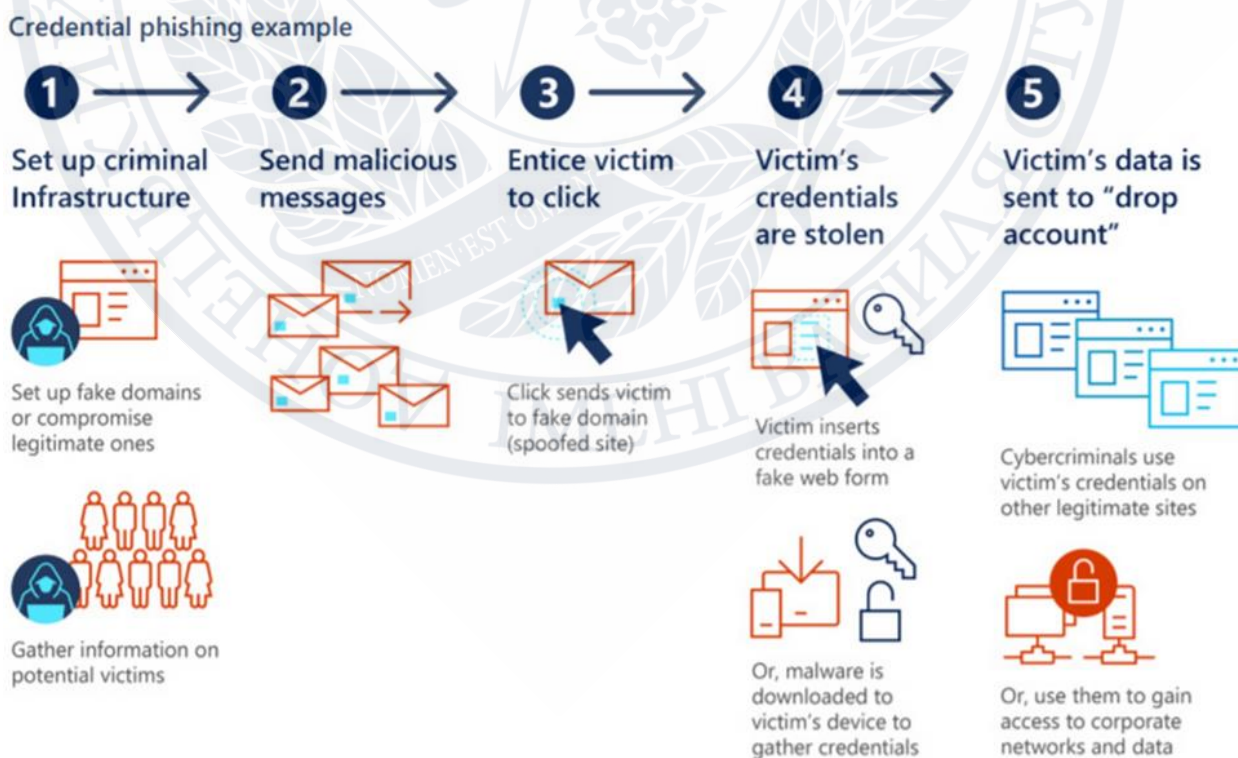 Credential phishing example
1
2
3
4
5
Set up criminal
Infrastructure
Send malicious
messages
Entice victim
to click
Victim's
credentials
are stolen
Victim's data is
sent to "drop
account"
Set up fake domains
or compromise
legitimate ones
Click sends victim
to fake domain
(spoofed site)
Victim inserts
credentials into a
fake web form
Cybercriminals use
victim's credentials on
other legitimate sites
Gather information on
potential victims
Or, malware is
downloaded to
victim's device to
gather credentials
Or, use them to gain
access to corporate
networks and data